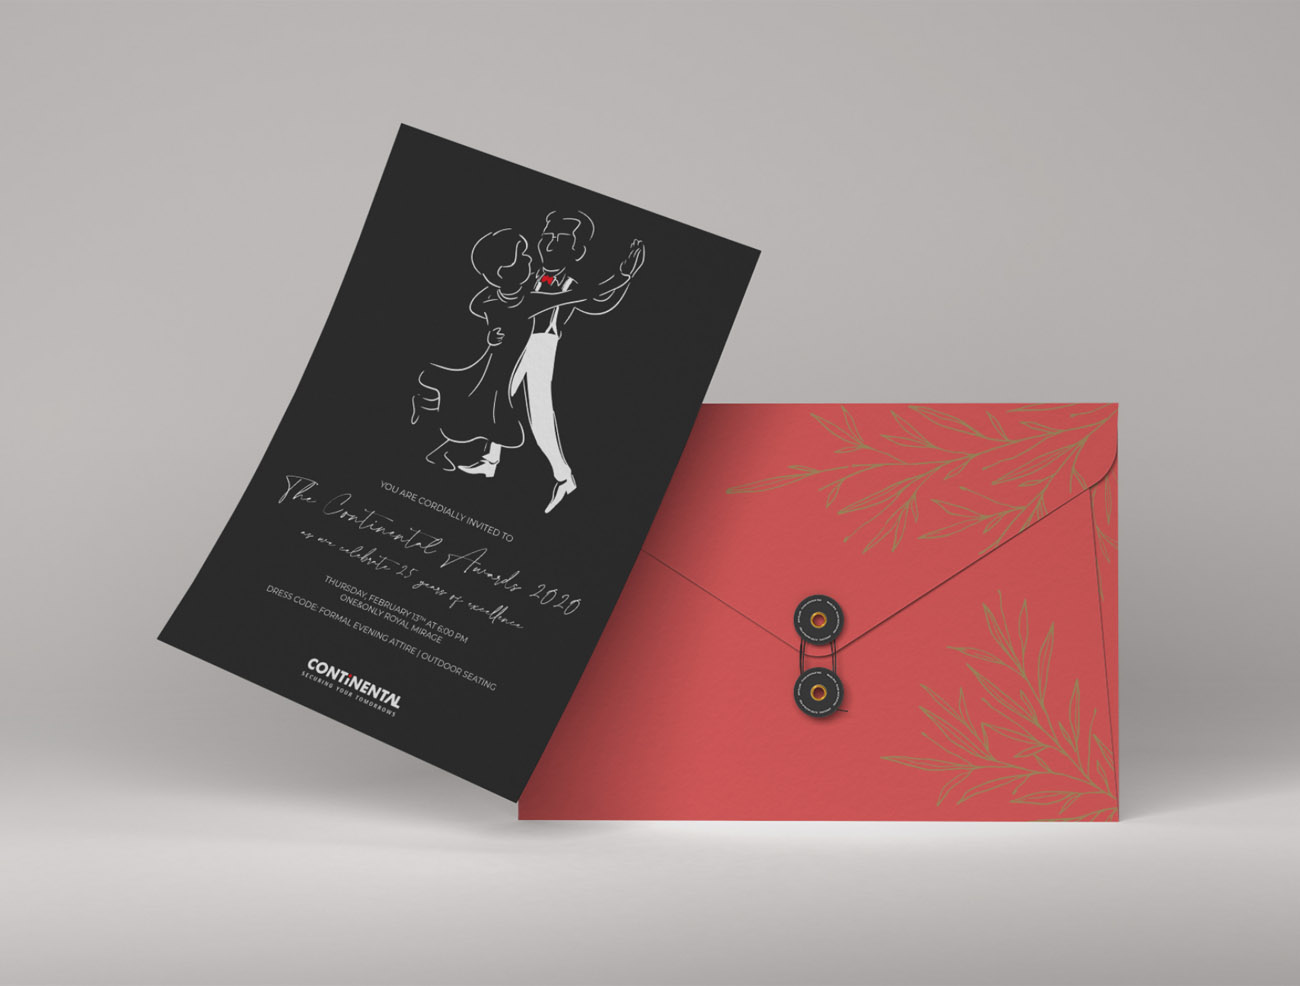 YOU ARE CORDIALLY INVITED TO
The Continental Awards 2020
as we celebrate 25 years of excellence
THURSDAY, FEBRUARY 13TH AT 6:00 PM
ONE&ONLY ROYAL MIRAGE
DRESS CODE: FORMAL EVENING ATTIRE | OUTDOOR SEATING
CONTiNENTAL
SECURING YOUR TOMORROWS